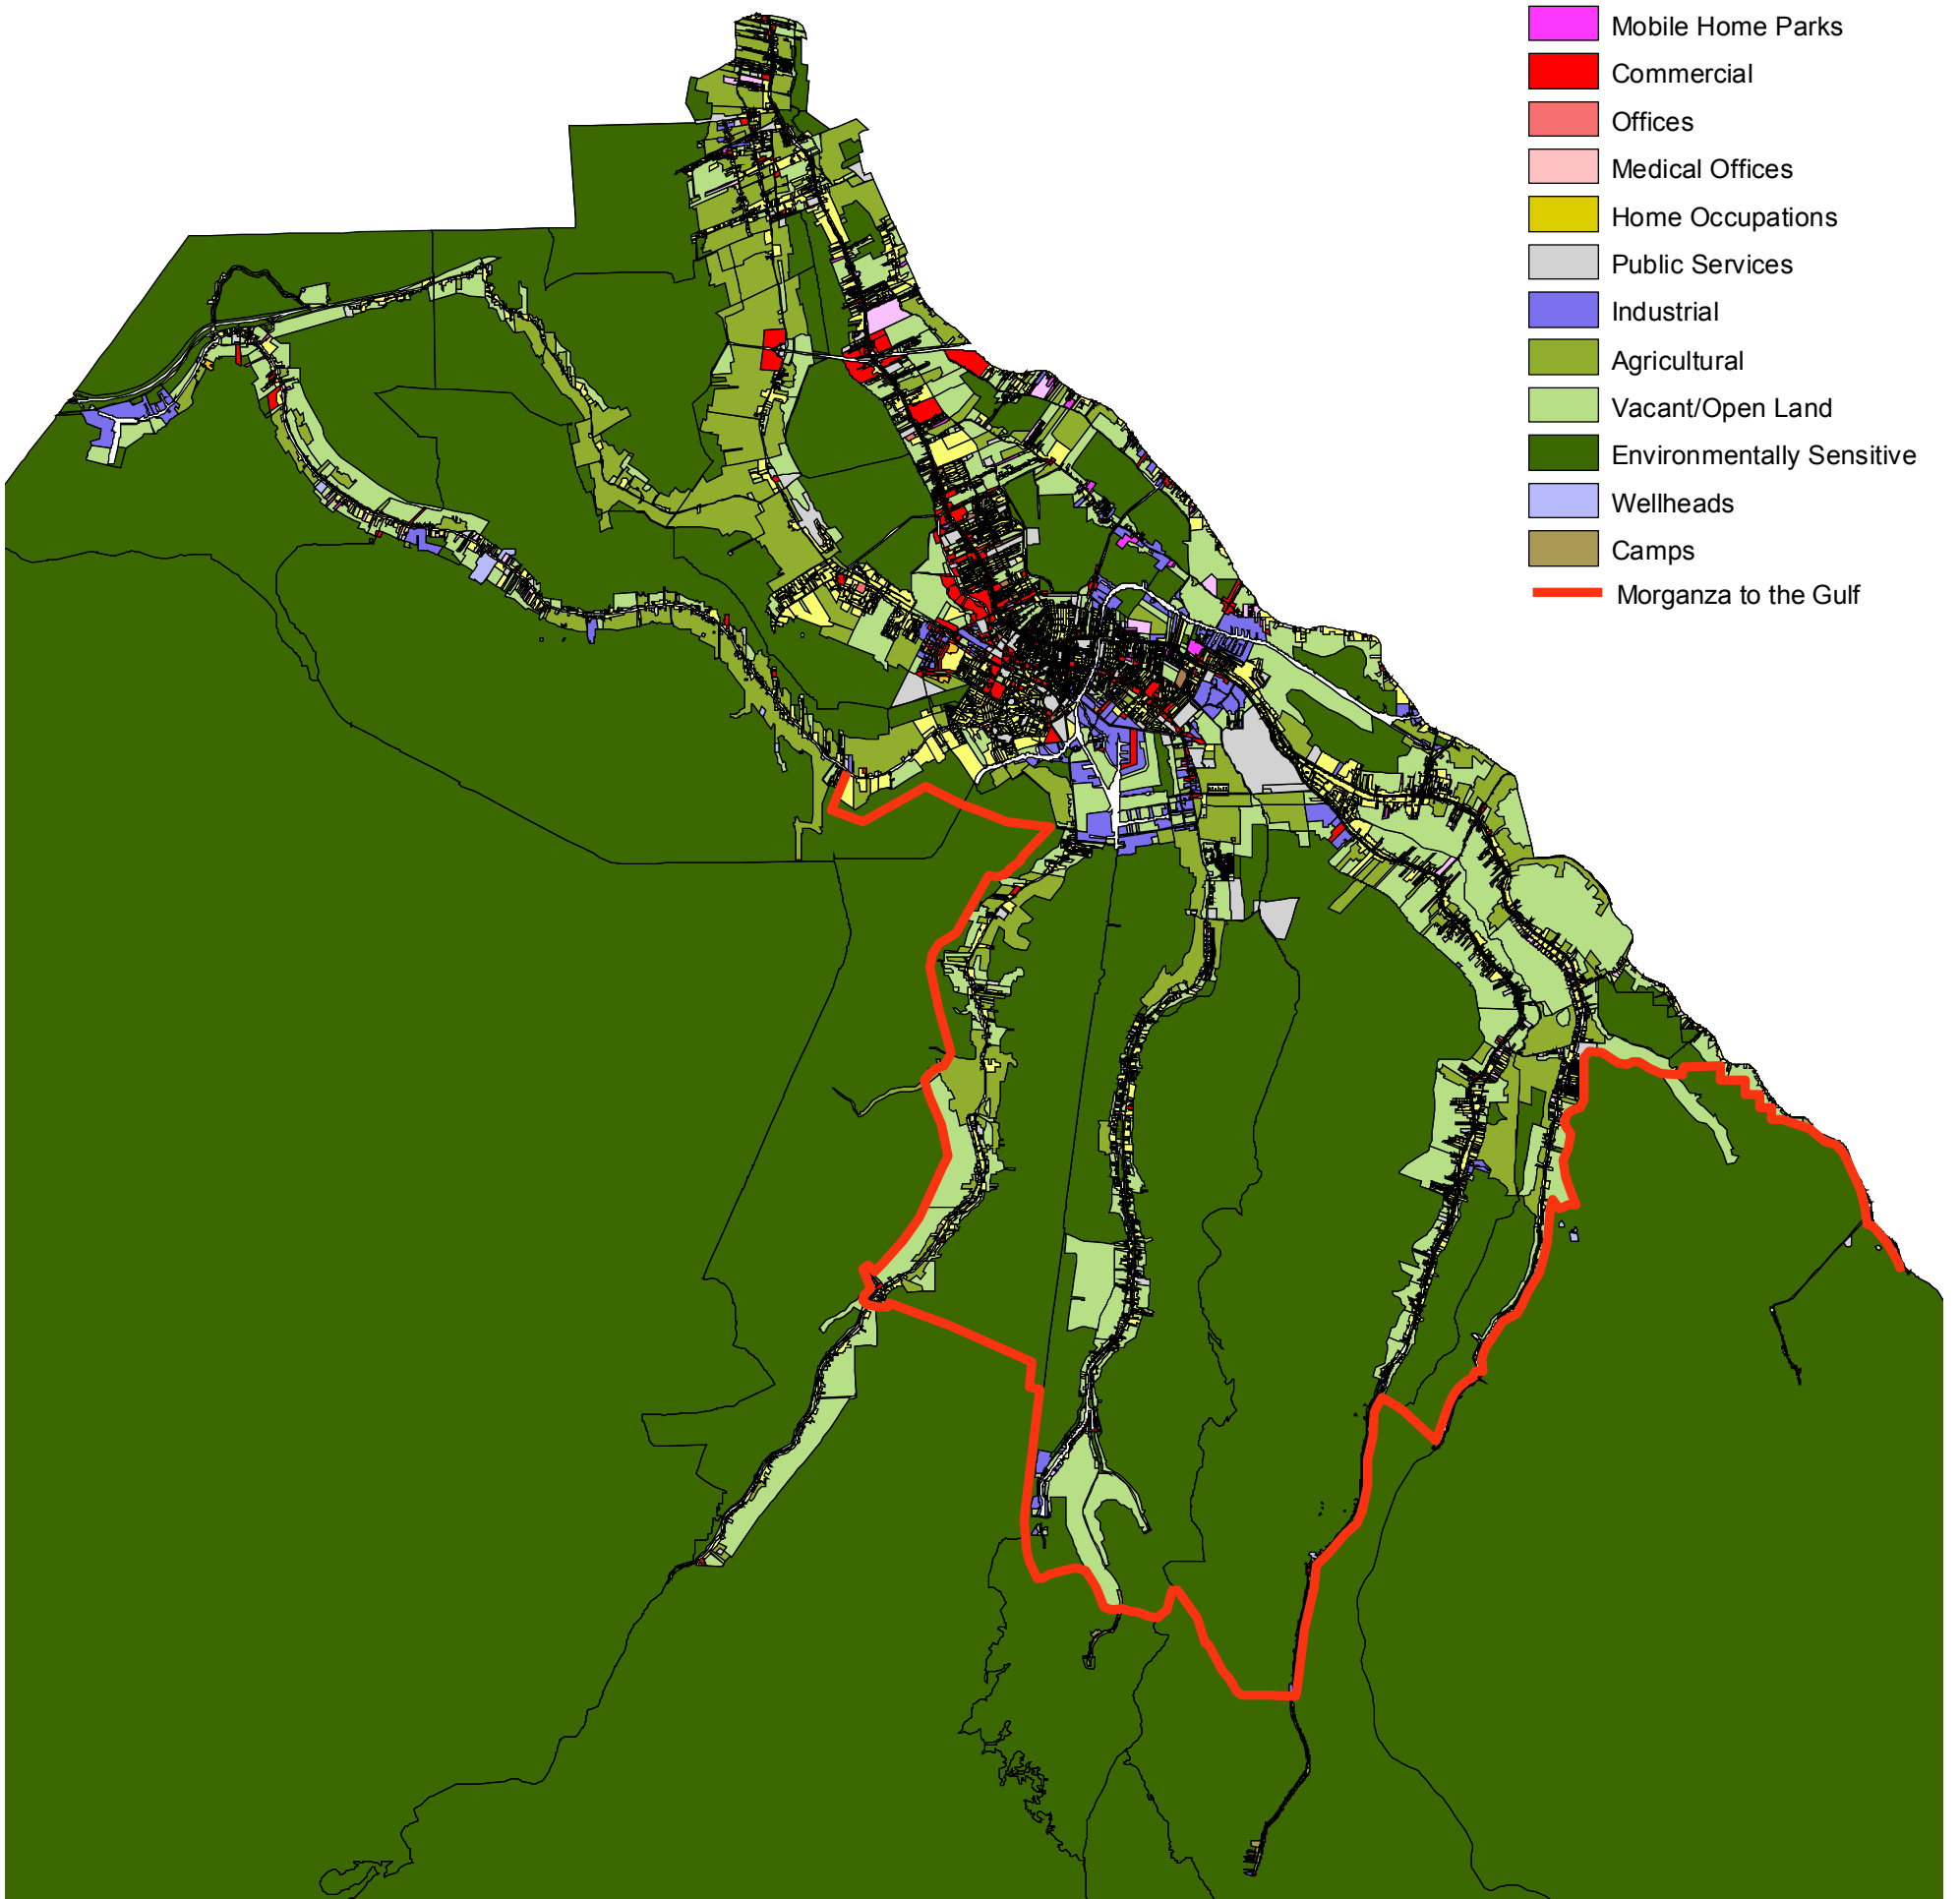 Mobile Home Parks
Commercial
Offices
Medical Offices
Home Occupations
Public Services
Industrial
Agricultural
Vacant/Open Land
Environmentally Sensitive
Wellheads
Camps
Morganza to the Gulf